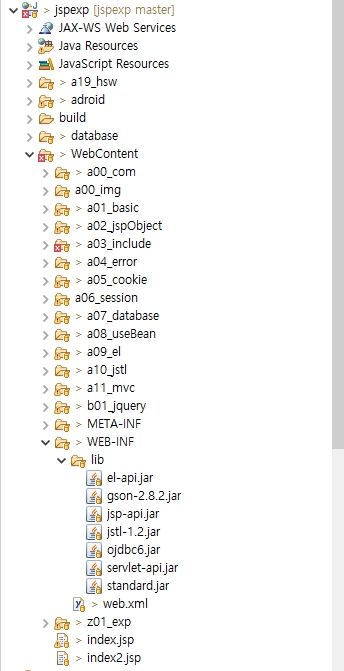 > jspexp [jspexp master]
JAX-WS Web Services
> Java Resources
JavaScript Resources
> a19_hsw
> adroid
build
> database
> WebContent
> a00_com
a00_img
> a01_basic
> a02_jspObject
> a03_include
> a04_error
> a05_cookie
a06_session
> a07_database
> a08_useBean
> a09_el
> a10_jstl
> a11_mvc
> b01_jquery
> META-INF
> WEB-INF
> lib
el-api.jar
gson-2.8.2.jar
jsp-api.jar
jstl-1.2.jar
ojdbc6.jar
servlet-api.jar
standard.jar
> web.xml
> z01_exp
> index.jsp
> index2.jsp